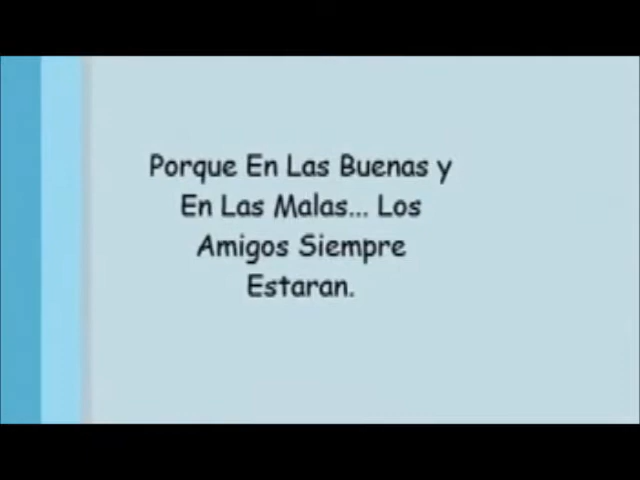 Porque En Las Buenas y
En Las Malas... Los
Amigos Siempre
Estaran.